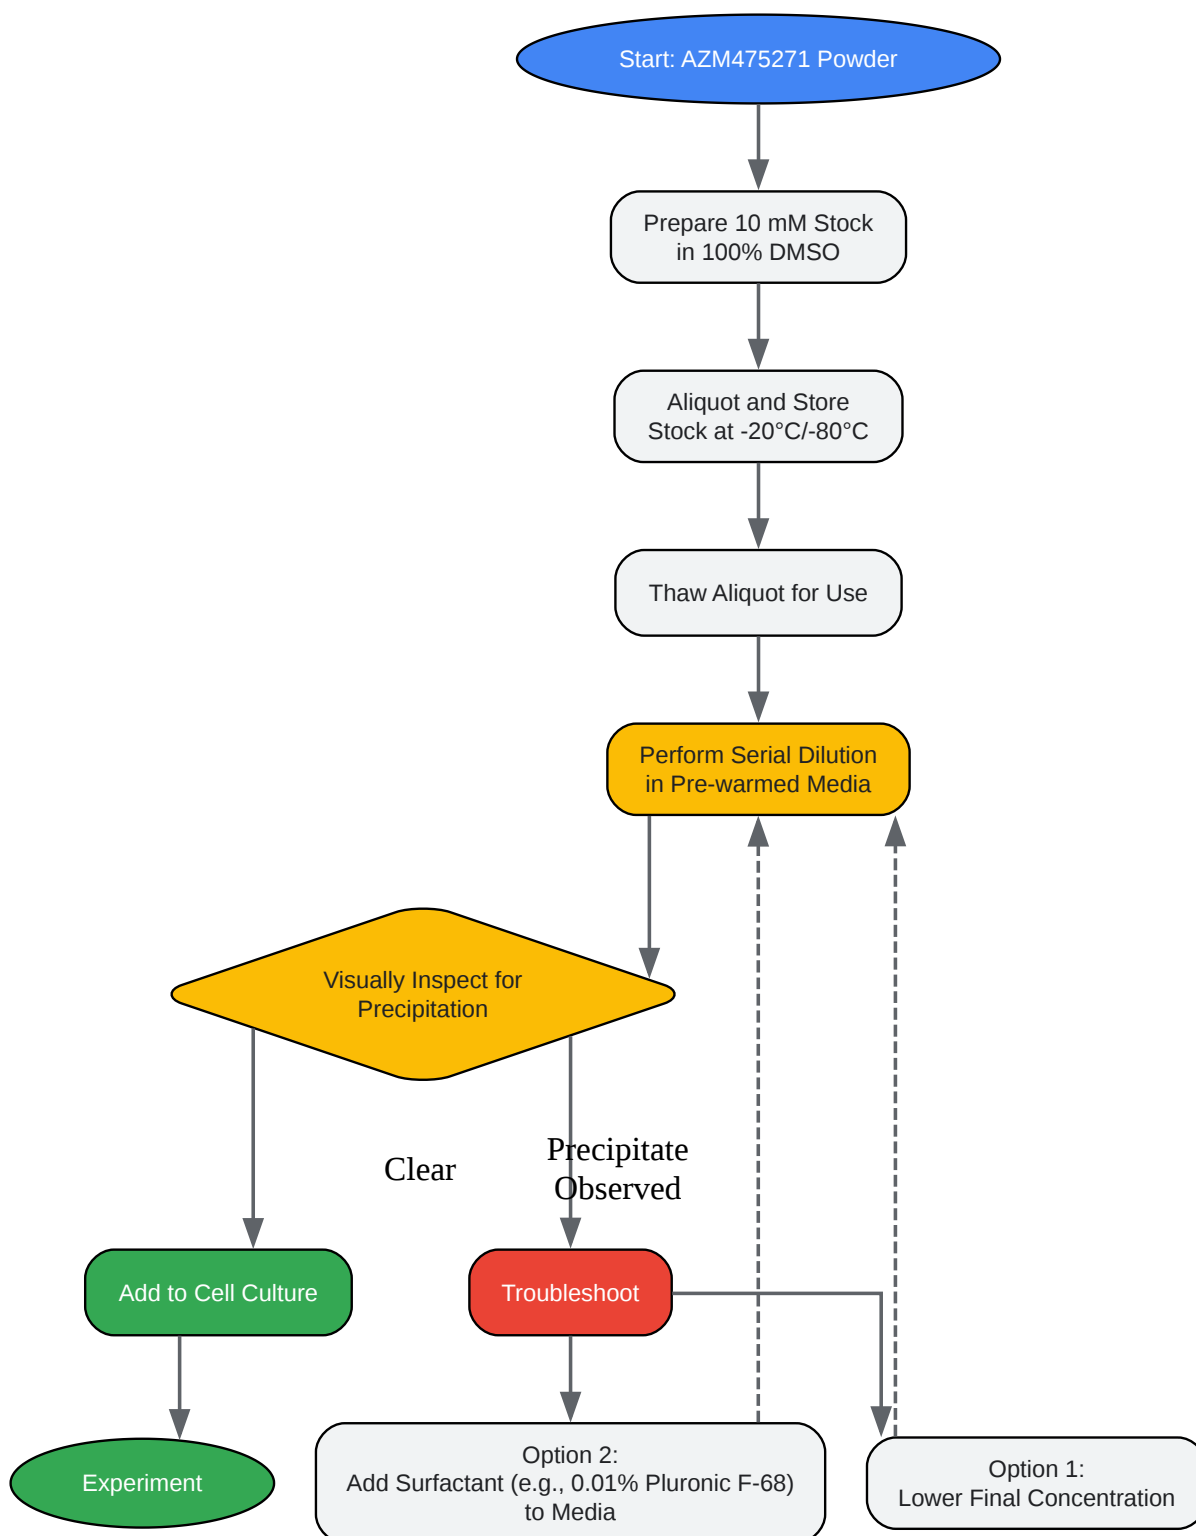 Start: AZM475271 Powder
Prepare 10 mM Stock
in 100% DMSO
Aliquot and Store
Stock at -20°C/-80°C
Thaw Aliquot for Use
Perform Serial Dilution
in Pre-warmed Media
Visually Inspect for
Precipitation
Clear
Precipitate
Observed
Add to Cell Culture
Troubleshoot
Experiment
Option 2:
Add Surfactant (e.g., 0.01% Pluronic F-68)
to Media
Option 1:
Lower Final Concentration